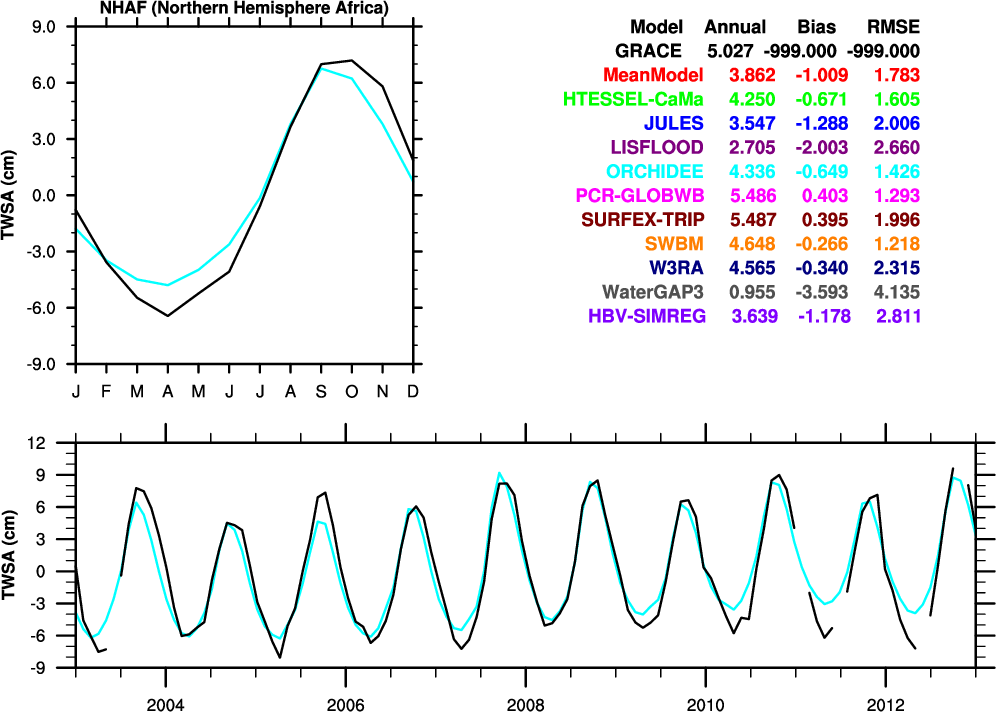 NHAF (Northern Hemisphere Africa)
9.0
6.0
3.0
0.0
-3.0
-6.0
-9.0
TWSA (cm)
J F M A M J J A S O N D
Model Annual Bias RMSE
GRACE 5.027 -999.000 -999.000
MeanModel 3.862 -1.009 1.783
HTESSEL-CaMa 4.250 -0.671 1.605
JULES 3.547 -1.288 2.006
LISFLOOD 2.705 -2.003 2.660
ORCHIDEE 4.336 -0.649 1.426
PCR-GLOBWB 5.486 0.403 1.293
SURFEX-TRIP 5.487 0.395 1.996
SWBM 4.648 -0.266 1.218
W3RA 4.565 -0.340 2.315
WaterGAP3 0.955 -3.593 4.135
HBV-SIMREG 3.639 -1.178 2.811
12
9
6
3
0
-3
-6
-9
TWSA (cm)
2004 2006 2008 2010 2012